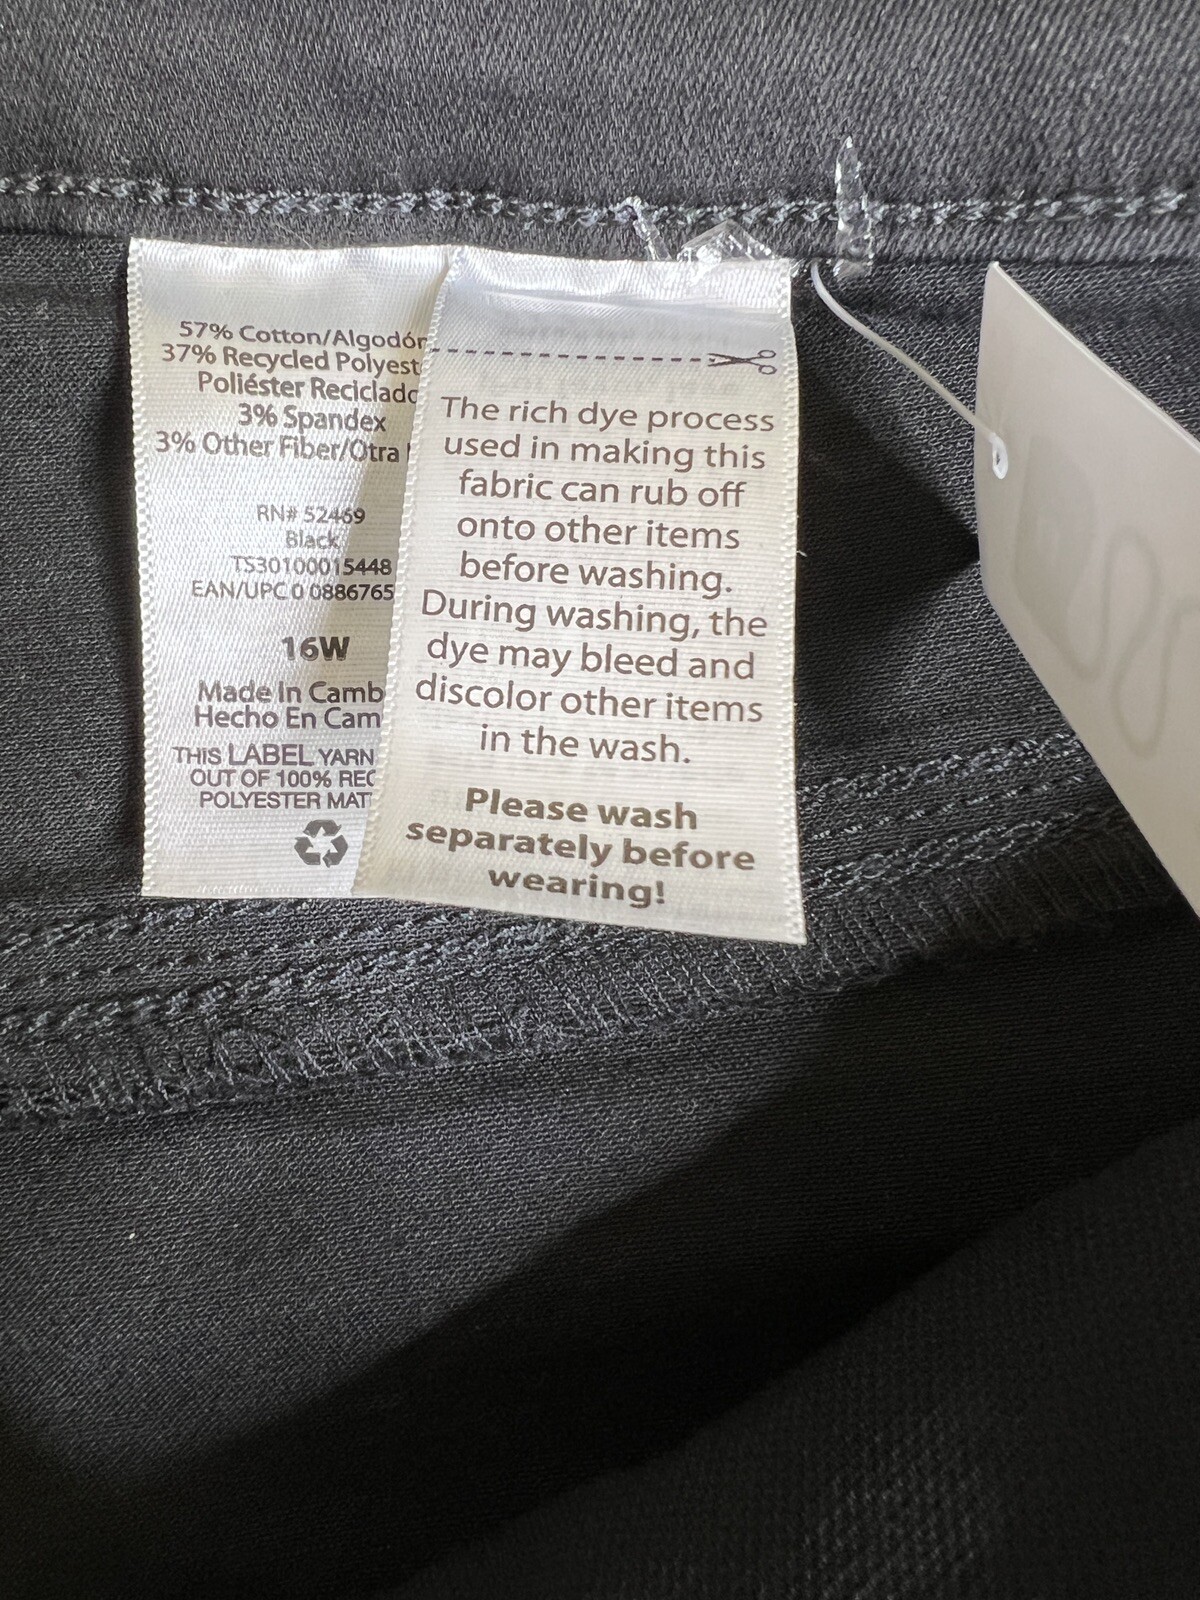 57% Cotton/Algodón
37% Recycled Polyest
Poliéster Reciclado
3% Spandex
3% Other Fiber/Otra
RN# 52469
Black
TS30100015448
EAN/UPC 0 0886765
16W
Made In Camb
Hecho En Cam
THIS LABEL YARN
OUT OF 100% REC
POLYESTER MAT
The rich dye process
used in making this
fabric can rub off
onto other items
before washing.
During washing, the
dye may bleed and
discolor other items
in the wash.
Please wash
separately before
wearing!